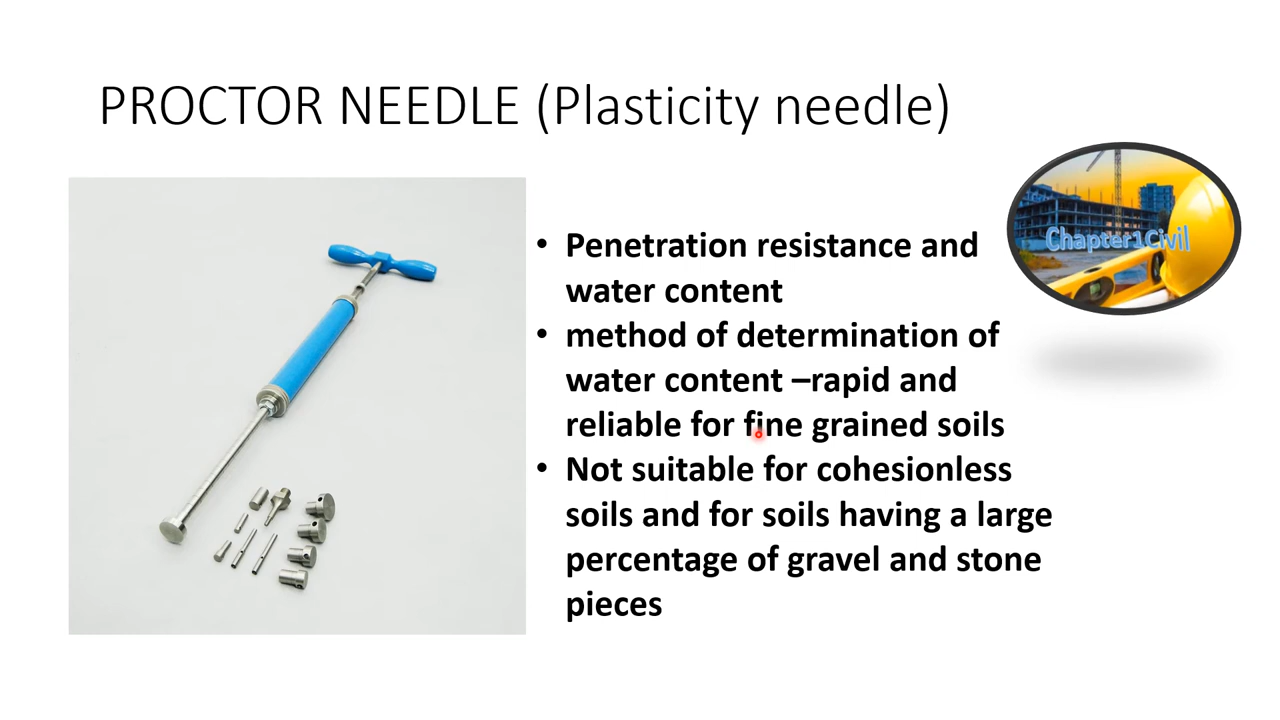 PROCTOR NEEDLE (Plasticity needle)
Chapter1Civil
• Penetration resistance and
water content
• method of determination of
water content –rapid and
reliable for fine grained soils
• Not suitable for cohesionless
soils and for soils having a large
percentage of gravel and stone
pieces